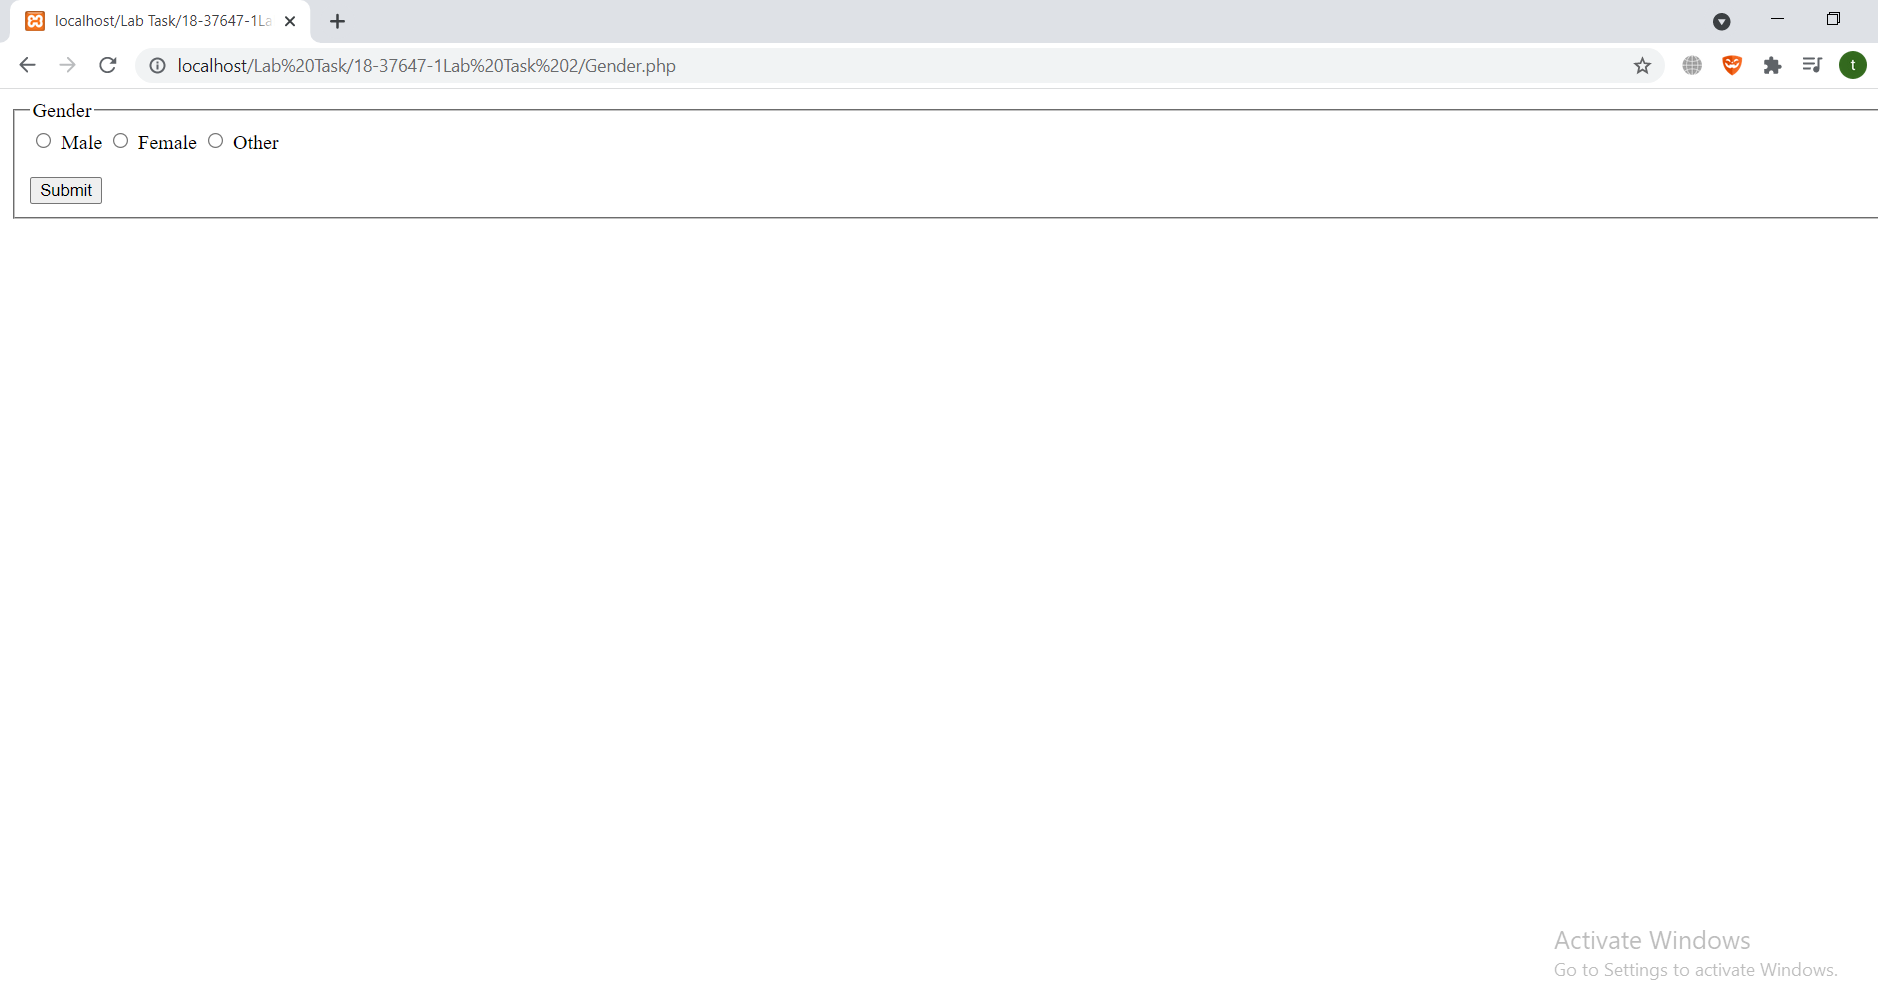 localhost/Lab Task/18-37647-1La
localhost/Lab%20Task/18-37647-1Lab%20Task%202/Gender.php
t
Gender
Male Female Other
Submit
Activate Windows
Go to Settings to activate Windows.